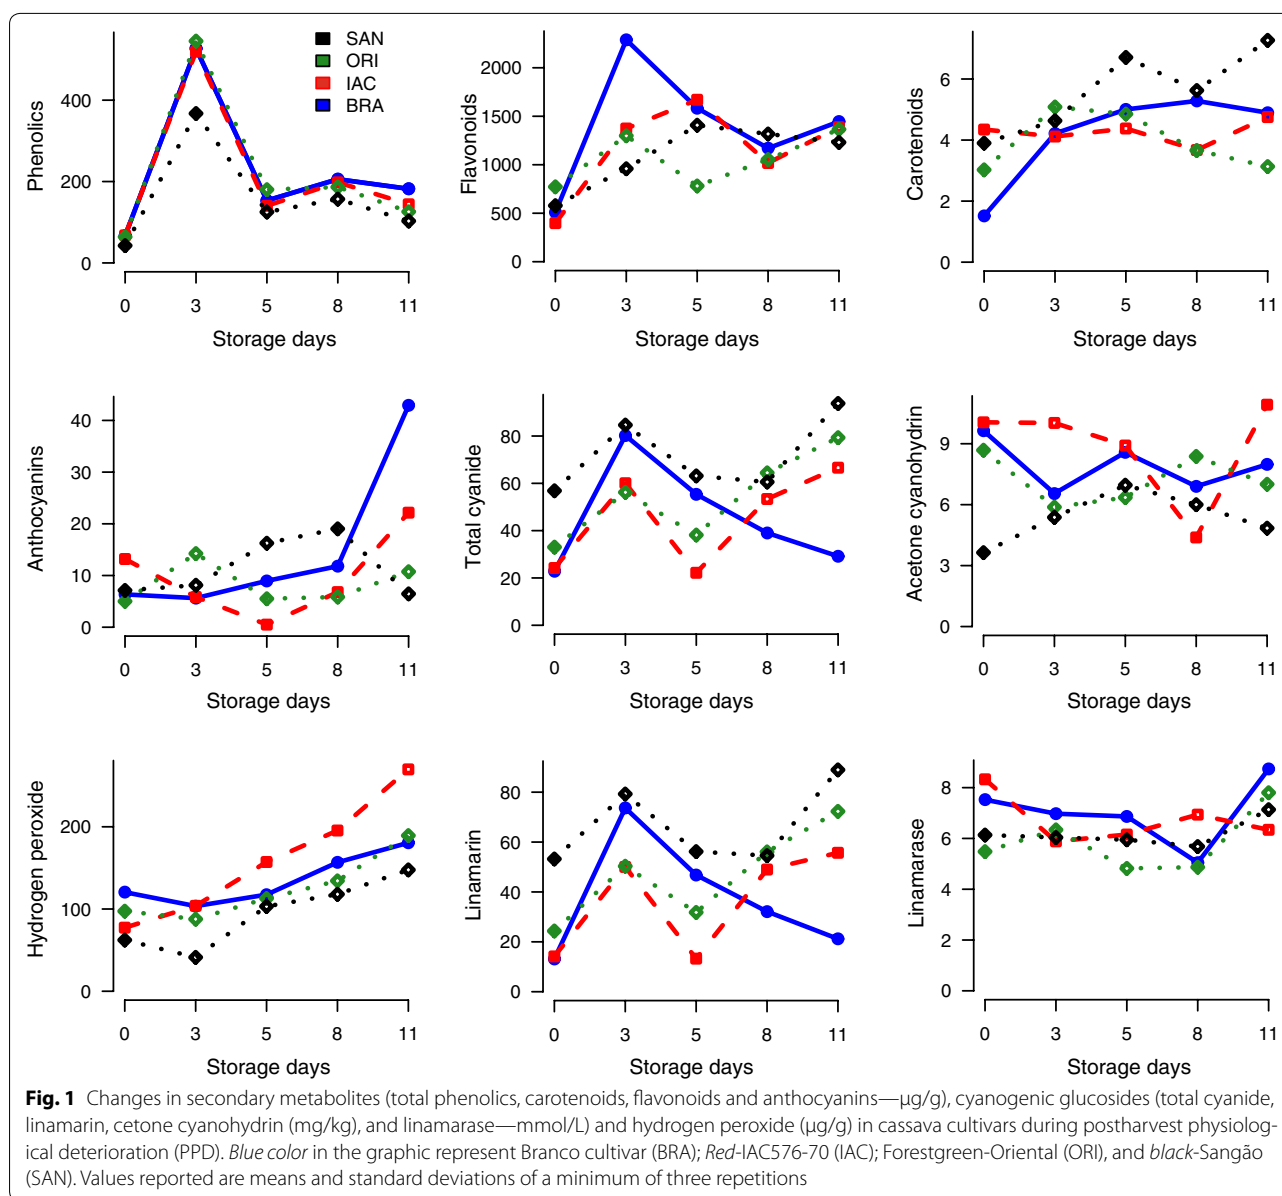 SAN
ORI
IAC
BRA
Phenolics
0
200
400
0 3 5 8 11
Storage days
Flavonoids
0
500
1000
1500
2000
0 3 5 8 11
Storage days
Carotenoids
0
2
4
6
0 3 5 8 11
Storage days
Anthocyanins
0
10
20
30
40
0 3 5 8 11
Storage days
Total cyanide
0
20
40
60
80
0 3 5 8 11
Storage days
Acetone cyanohydrin
0
3
6
9
0 3 5 8 11
Storage days
Hydrogen peroxide
0
100
200
0 3 5 8 11
Storage days
Linamarin
0
20
40
60
80
0 3 5 8 11
Storage days
Linamarase
0
2
4
6
8
0 3 5 8 11
Storage days
Fig. 1 Changes in secondary metabolites (total phenolics, carotenoids, flavonoids and anthocyanins—µg/g), cyanogenic glucosides (total cyanide,
linamarin, cetone cyanohydrin (mg/kg), and linamarase—mmol/L) and hydrogen peroxide (µg/g) in cassava cultivars during postharvest physiolog-
ical deterioration (PPD). Blue color in the graphic represent Branco cultivar (BRA); Red-IAC576-70 (IAC); Forestgreen-Oriental (ORI), and black-Sangão
(SAN). Values reported are means and standard deviations of a minimum of three repetitions